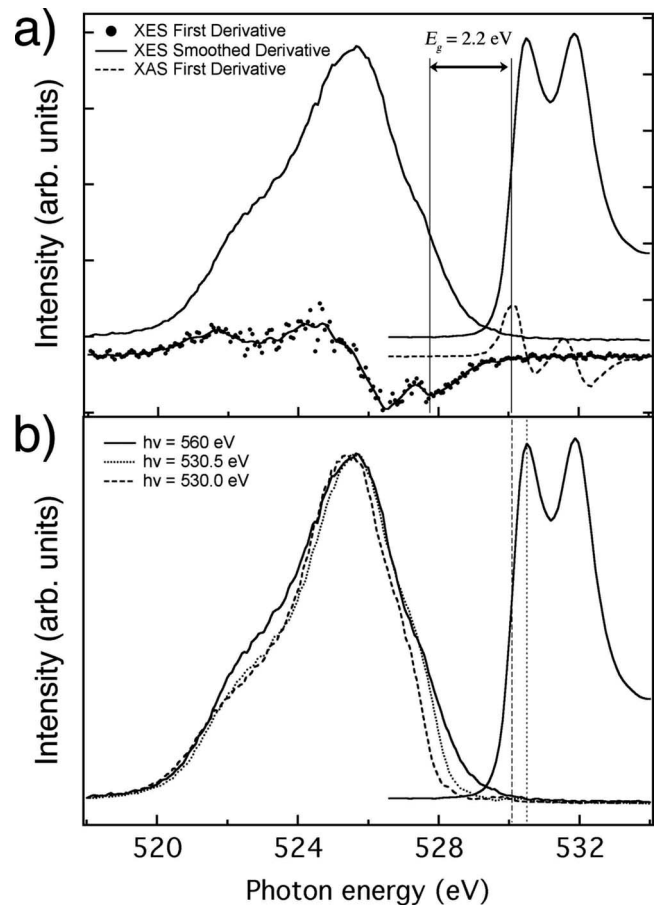 a)
XES First Derivative
XES Smoothed Derivative
XAS First Derivative
E_g = 2.2 eV
Intensity (arb. units)
b)
hν = 560 eV
hν = 530.5 eV
hν = 530.0 eV
Intensity (arb. units)
520 524 528 532
Photon energy (eV)